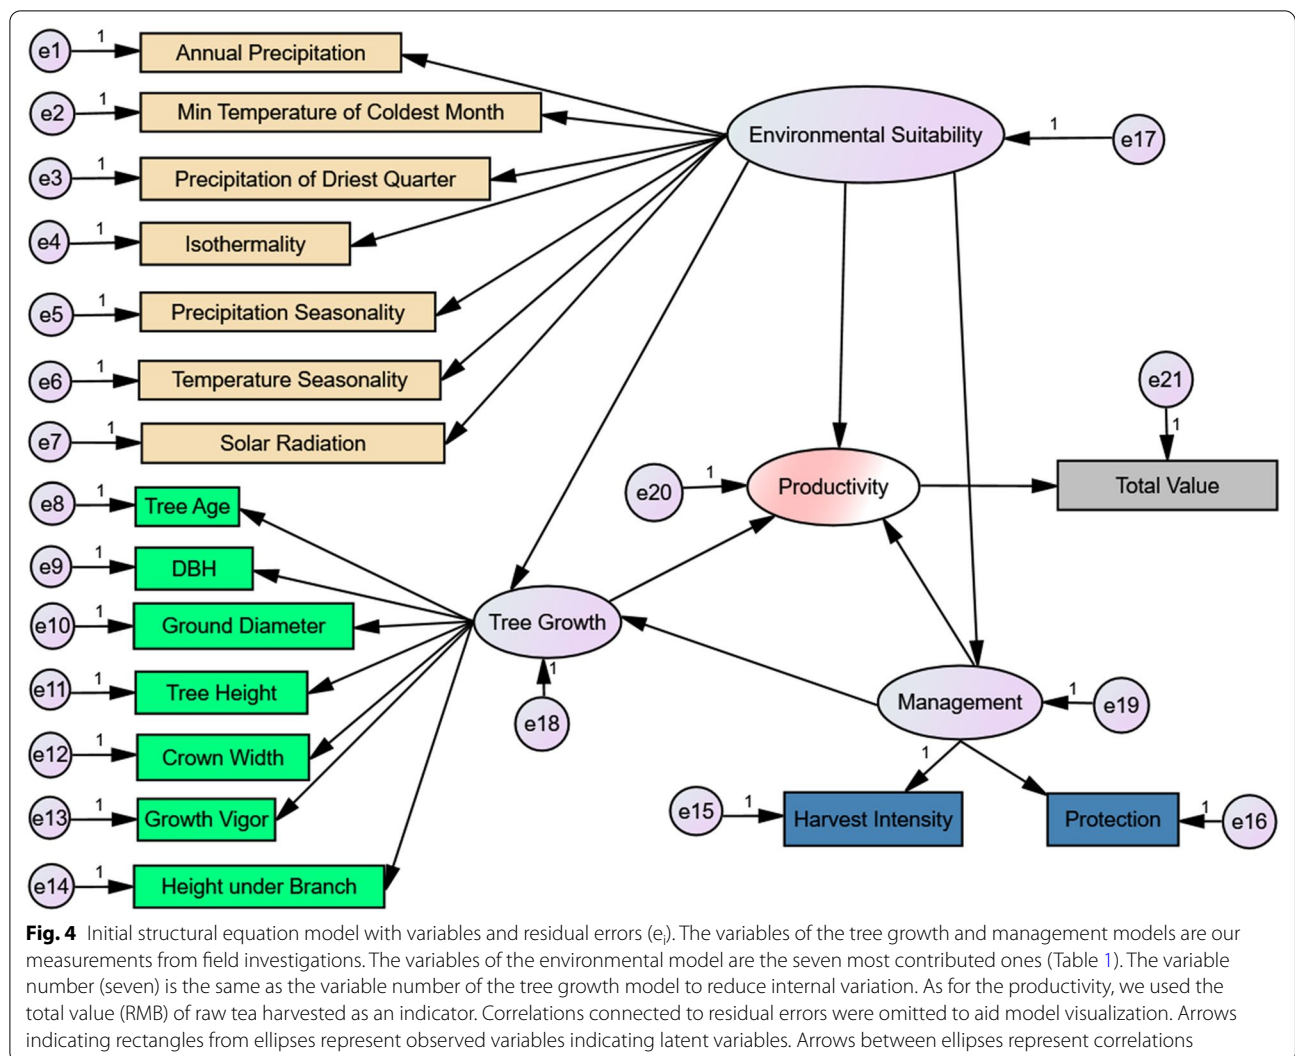 e1 1 Annual Precipitation
e2 1 Min Temperature of Coldest Month
Environmental Suitability 1 e17
e3 1 Precipitation of Driest Quarter
e4 1 Isothermality
e5 1 Precipitation Seasonality
e6 1 Temperature Seasonality
e21
1
e7 1 Solar Radiation
e20 1 Productivity
Total Value
e8 1 Tree Age
e9 1 DBH
e10 1 Ground Diameter
Tree Growth
1
e18
e11 1 Tree Height
Management 1 e19
e12 1 Crown Width
1
e13 1 Growth Vigor
e15 1 Harvest Intensity
Protection 1 e16
e14 1 Height under Branch
Fig. 4 Initial structural equation model with variables and residual errors (ei). The variables of the tree growth and management models are our
measurements from field investigations. The variables of the environmental model are the seven most contributed ones (Table 1). The variable
number (seven) is the same as the variable number of the tree growth model to reduce internal variation. As for the productivity, we used the
total value (RMB) of raw tea harvested as an indicator. Correlations connected to residual errors were omitted to aid model visualization. Arrows
indicating rectangles from ellipses represent observed variables indicating latent variables. Arrows between ellipses represent correlations